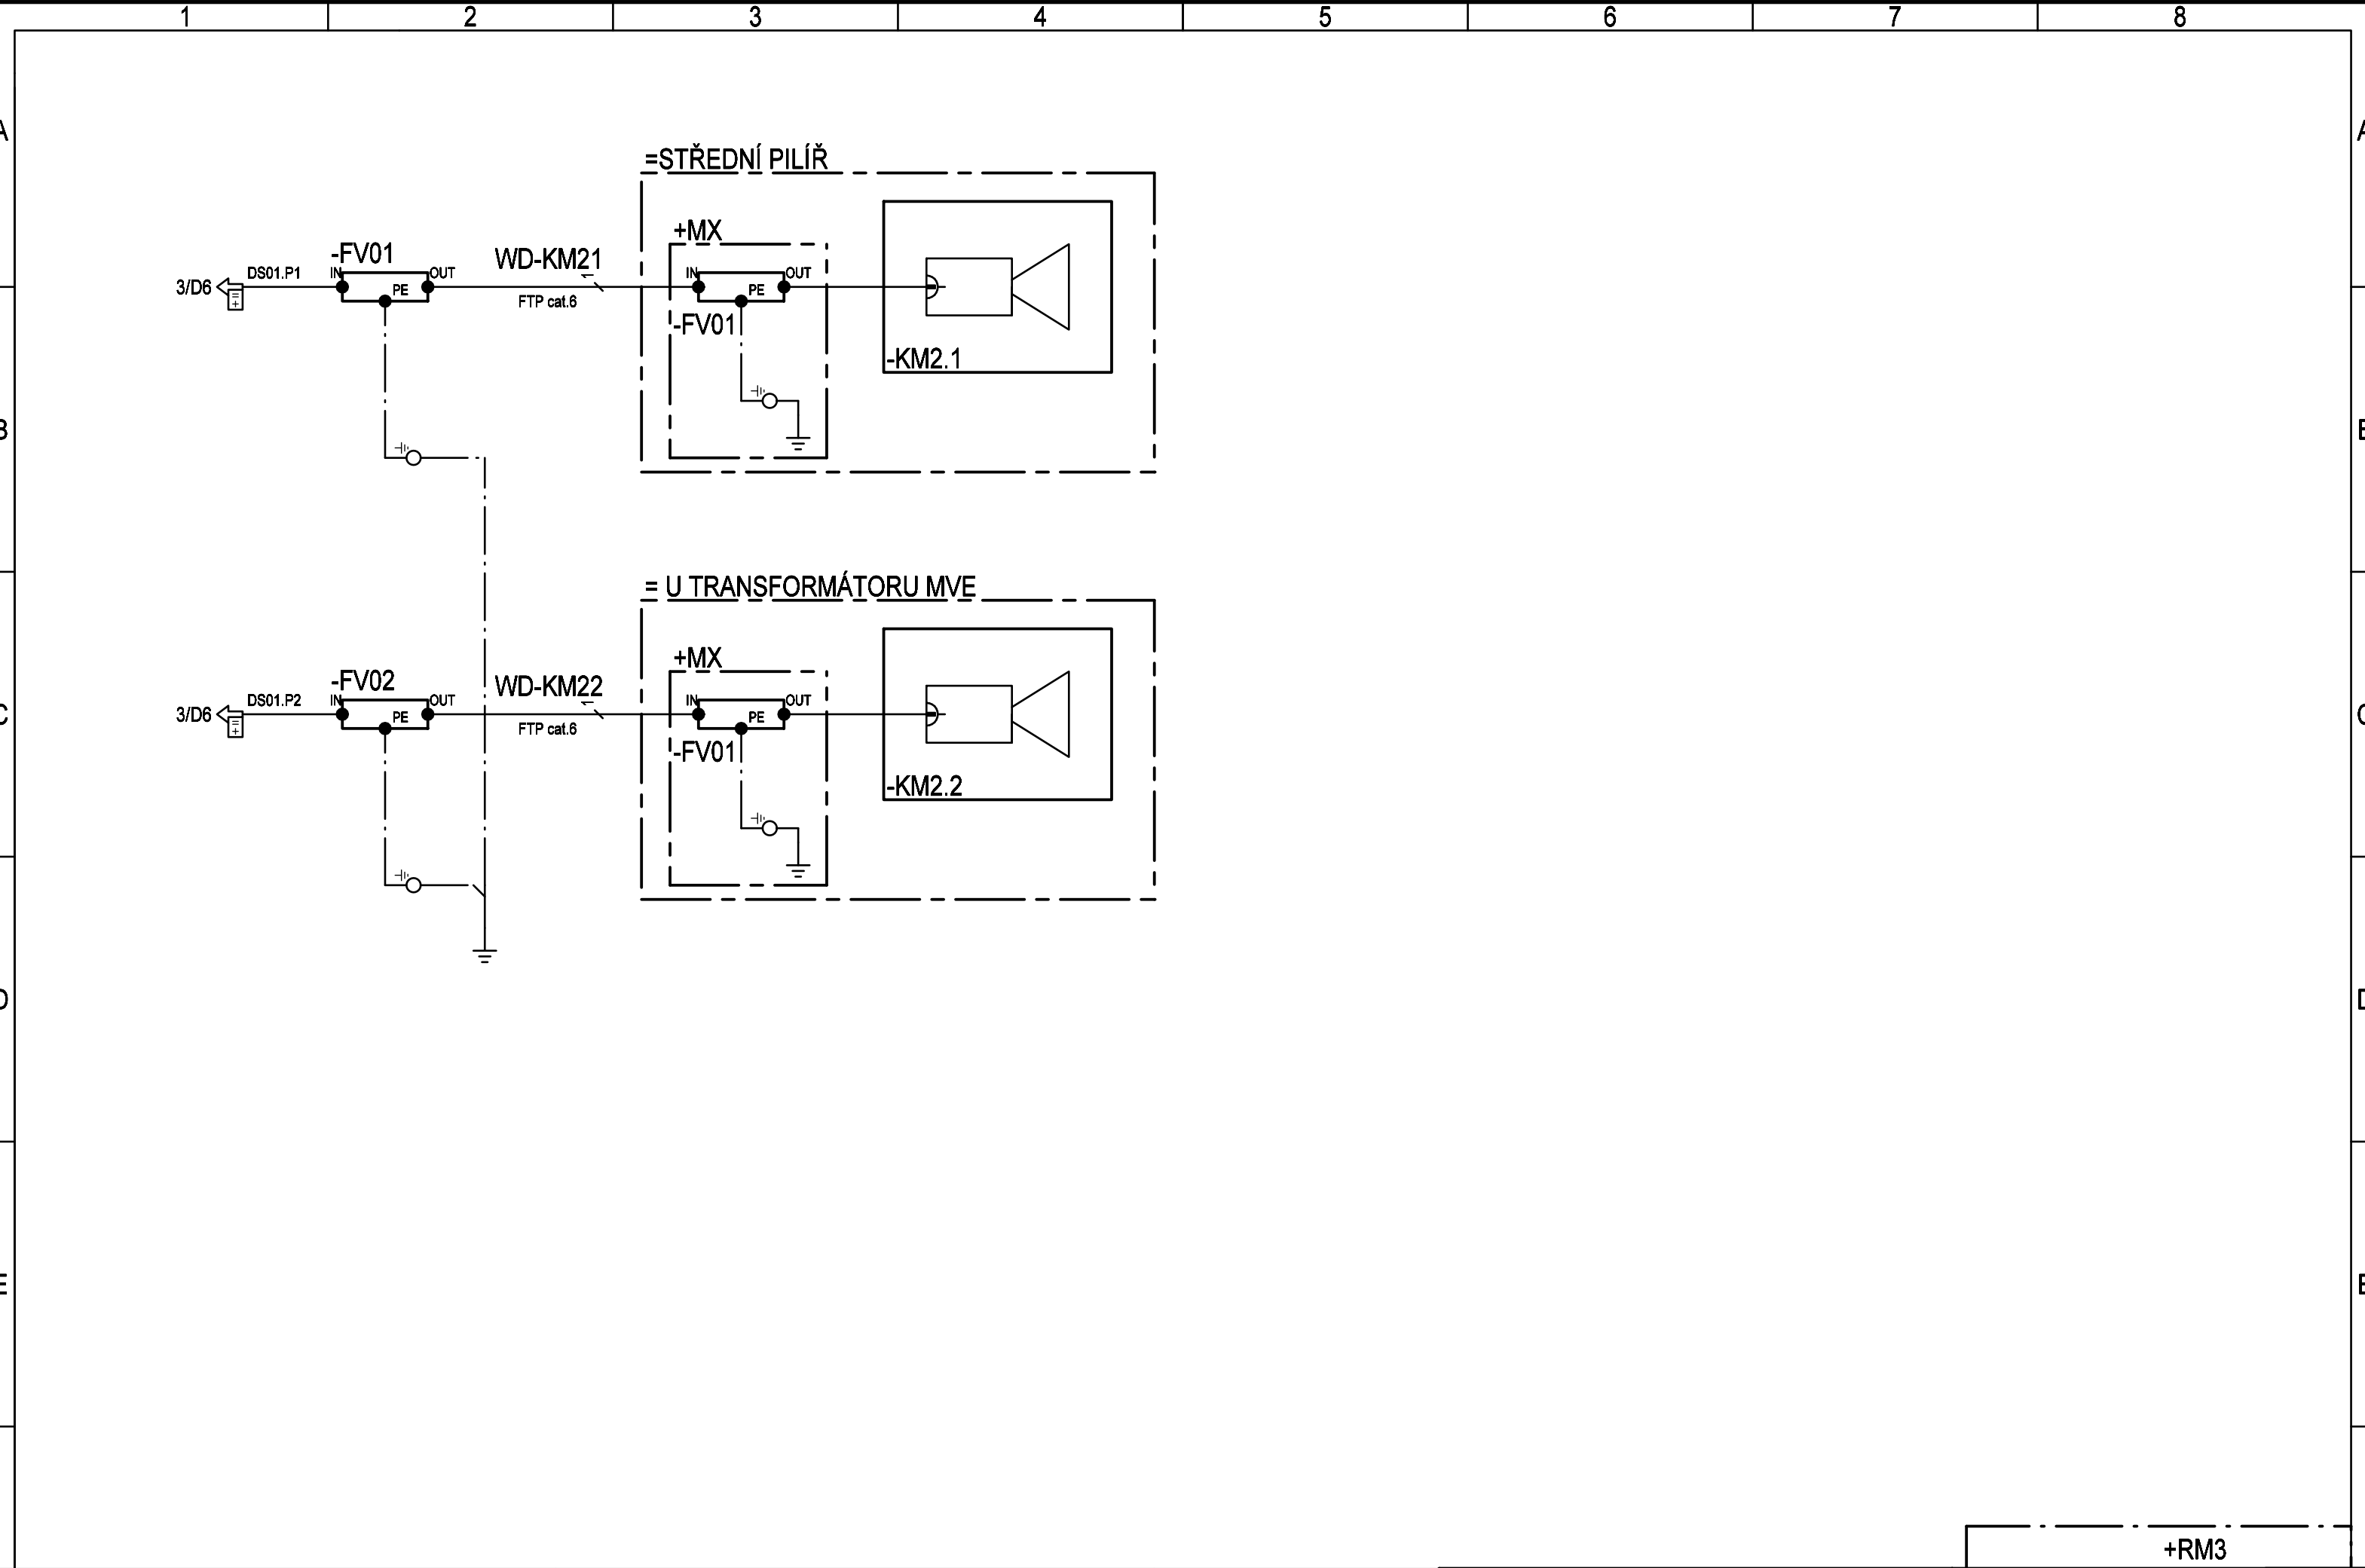 1 2 3 4 5 6 7 8
A A
=STŘEDNÍ PILÍŘ
+MX
-FV01
WD-KM21
DS01.P1 IN OUT IN OUT
3/D6 PE PE
FTP cat.6
-FV01
-KM2.1
B B
= U TRANSFORMÁTORU MVE
+MX
-FV02
WD-KM22
DS01.P2 IN OUT IN OUT
3/D6 PE PE
C C
FTP cat.6
-FV01
-KM2.2
D D
E E
+RM3